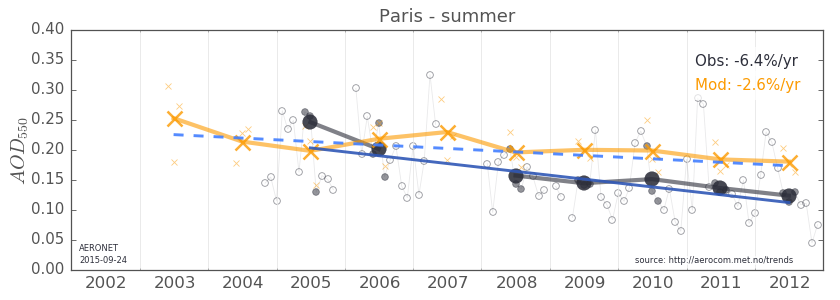 Paris - summer
0.40
0.35
0.30
0.25
0.20
0.15
0.10
0.05
0.00
AOD550
Obs: -6.4%/yr
Mod: -2.6%/yr
AERONET
2015-09-24
source: http://aerocom.met.no/trends
2002 2003 2004 2005 2006 2007 2008 2009 2010 2011 2012